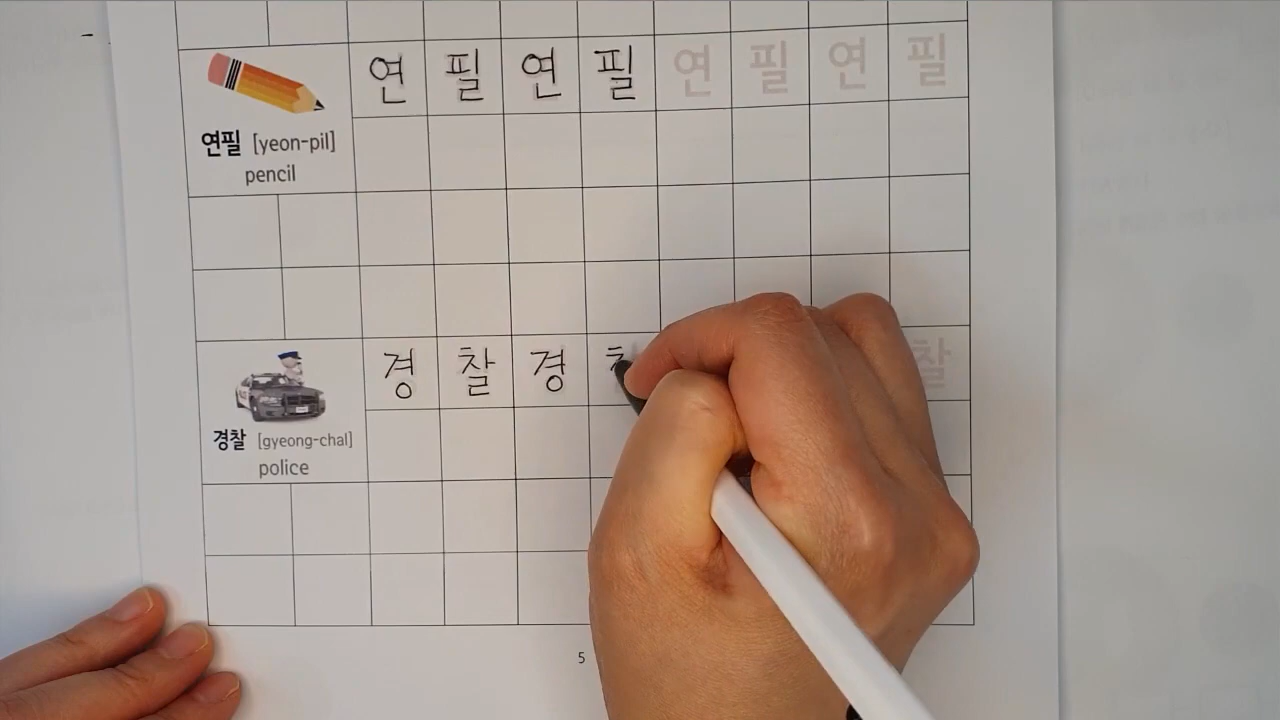 연 필 연 필 연 필 연 필
연필 [yeon-pil]
pencil
경 찰 경 찰
경찰 [gyeong-chal]
police
5